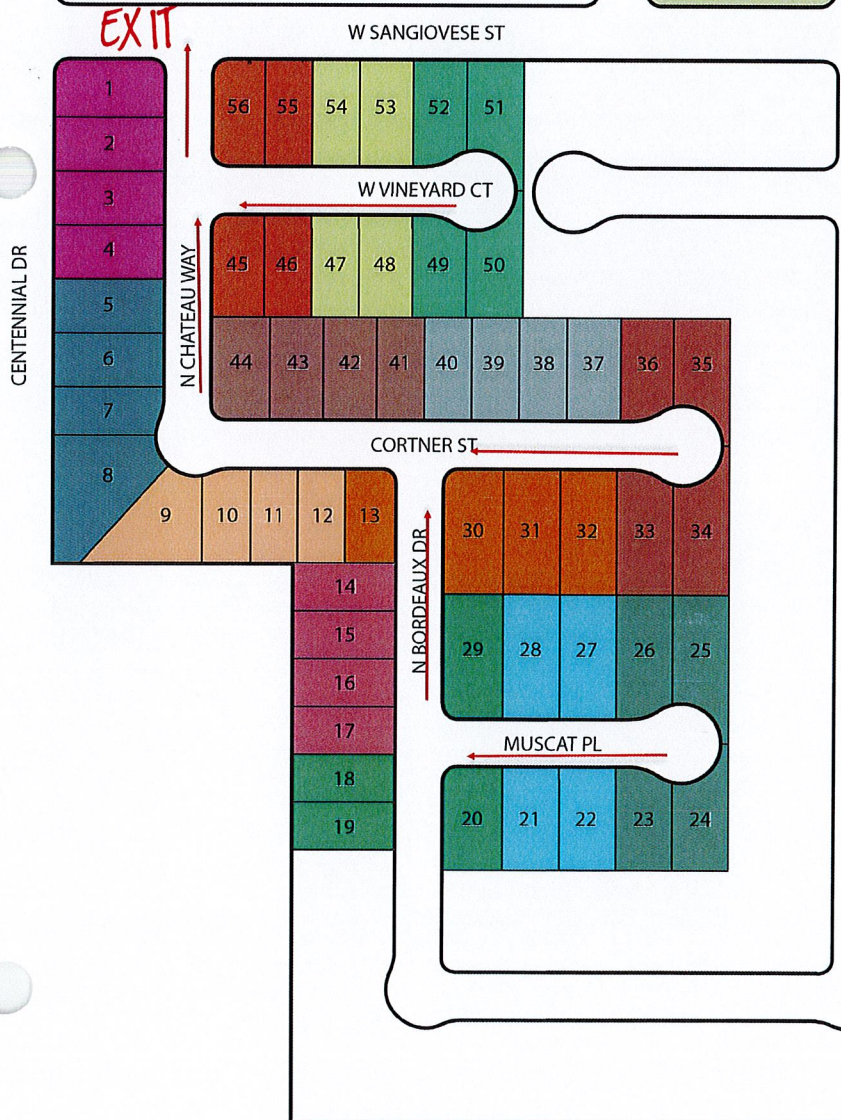 EXIT
W SANGIOVESE ST
1
56 55 54 53 52 51
2
3
W VINEYARD CT
4
45 46 47 48 49 50
CENTENNIAL DR
N CHATEAU WAY
5
6
44 43 42 41 40 39 38 37 36 35
7
CORTNER ST
8
9 10 11 12 13
30 31 32 33 34
N BORDEAUX DR
14
15
29 28 27 26 25
16
17
MUSCAT PL
18
19
20 21 22 23 24